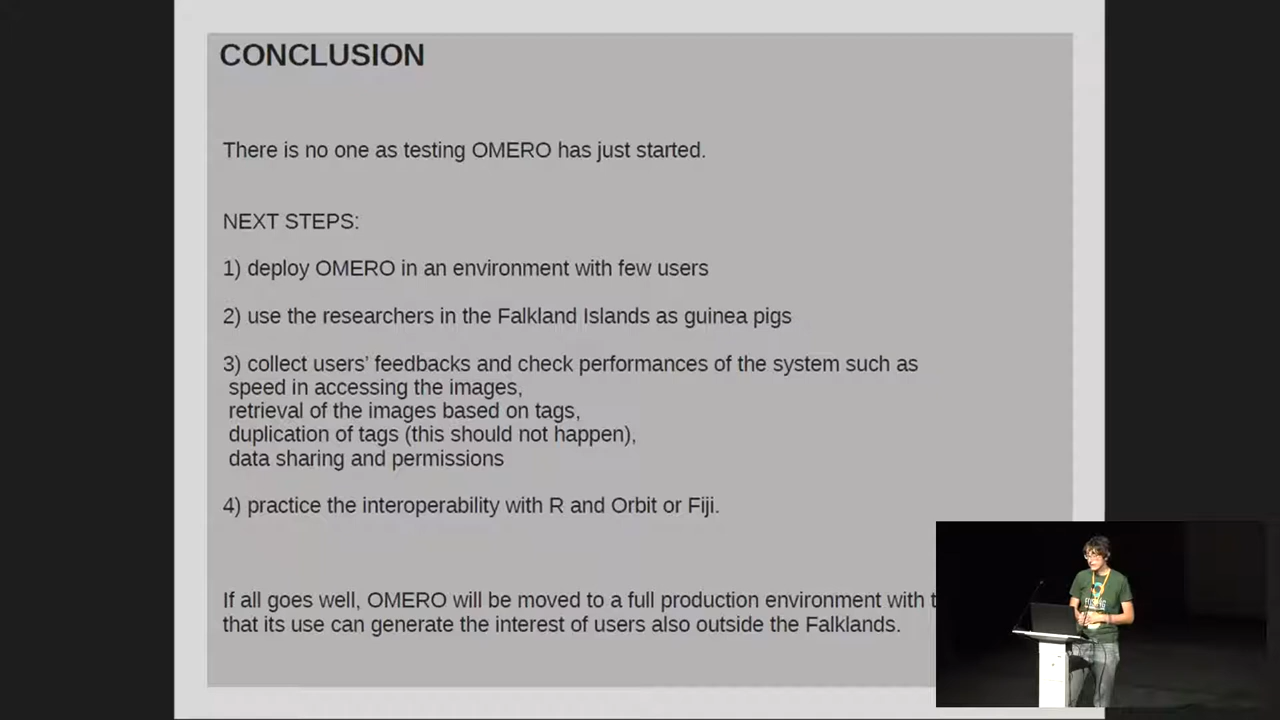 CONCLUSION
There is no one as testing OMERO has just started.
NEXT STEPS:
1) deploy OMERO in an environment with few users
2) use the researchers in the Falkland Islands as guinea pigs
3) collect users’ feedbacks and check performances of the system such as
speed in accessing the images,
retrieval of the images based on tags,
duplication of tags (this should not happen),
data sharing and permissions
4) practice the interoperability with R and Orbit or Fiji.
If all goes well, OMERO will be moved to a full production environment with
that its use can generate the interest of users also outside the Falklands.